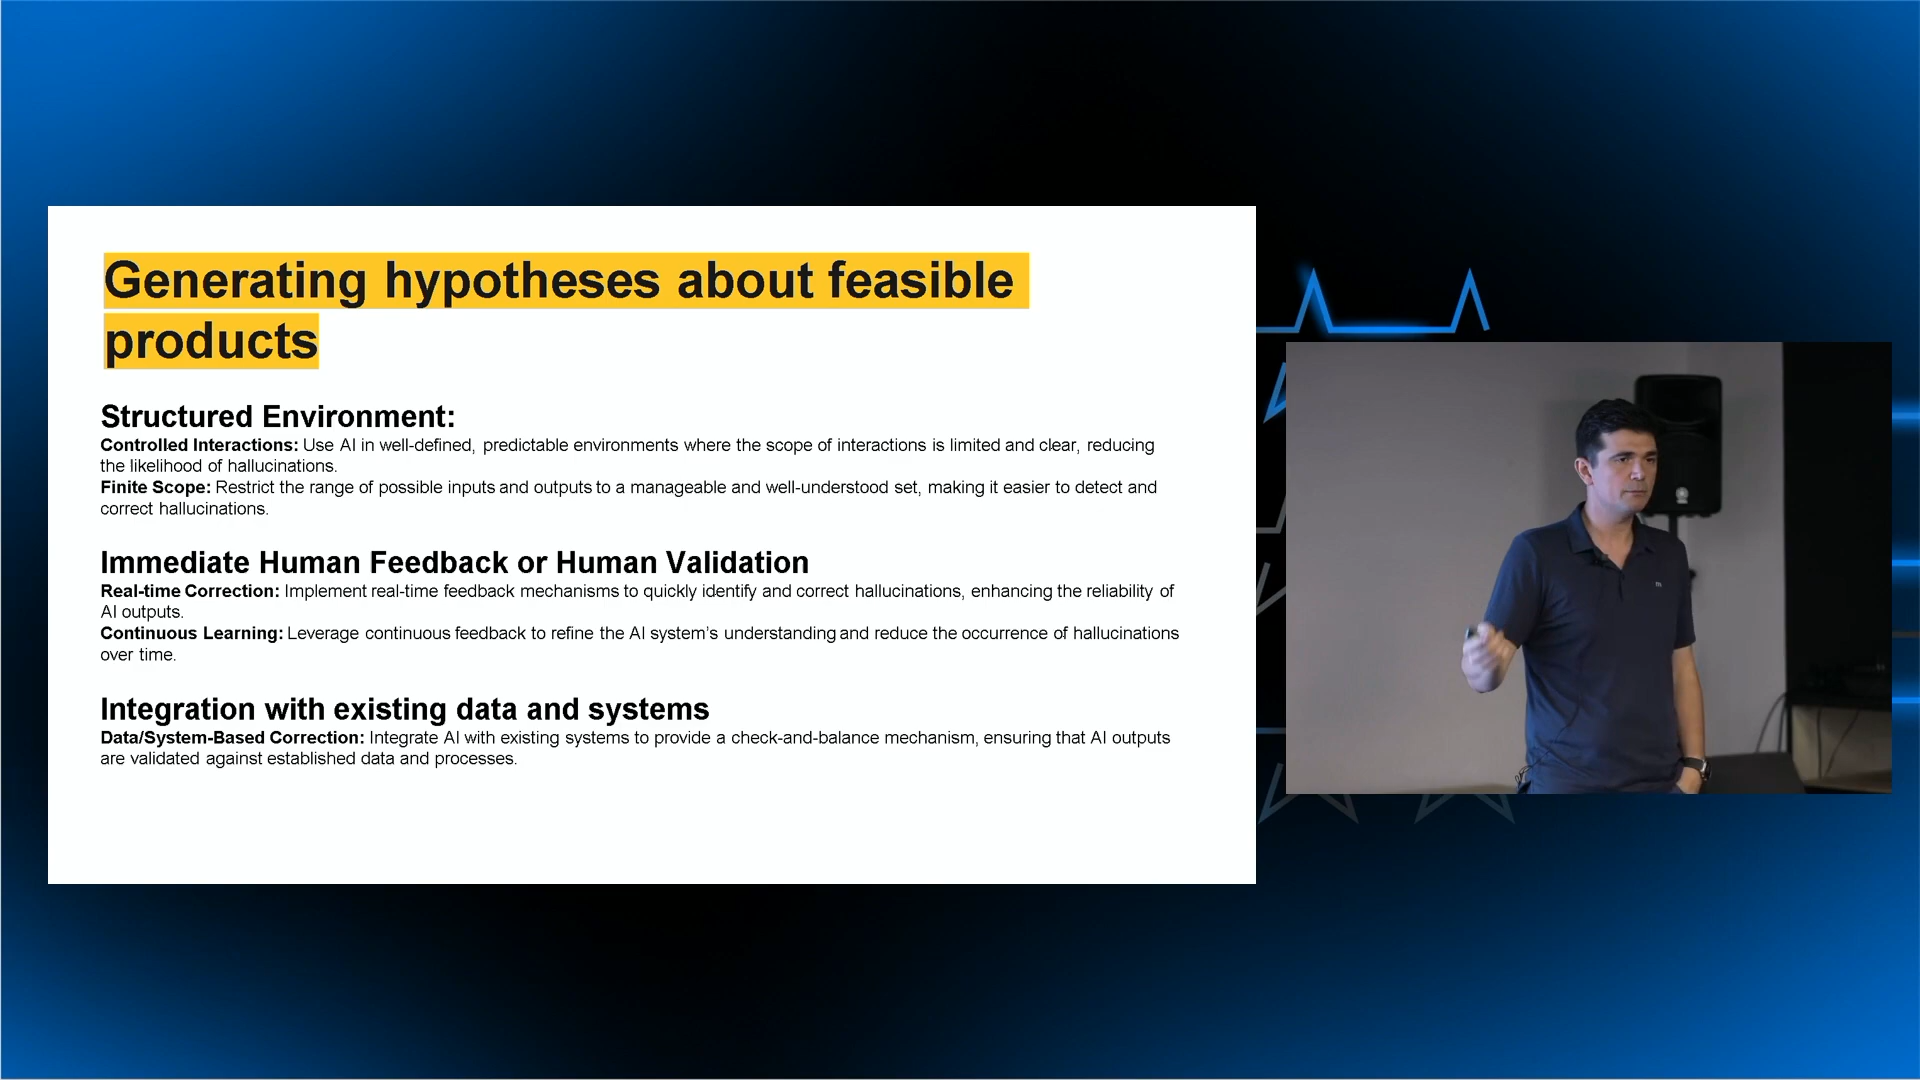 Generating hypotheses about feasible
products
Structured Environment:
Controlled Interactions: Use AI in well-defined, predictable environments where the scope of interactions is limited and clear, reducing
the likelihood of hallucinations.
Finite Scope: Restrict the range of possible inputs and outputs to a manageable and well-understood set, making it easier to detect and
correct hallucinations.
Immediate Human Feedback or Human Validation
Real-time Correction: Implement real-time feedback mechanisms to quickly identify and correct hallucinations, enhancing the reliability of
AI outputs.
Continuous Learning: Leverage continuous feedback to refine the AI system’s understanding and reduce the occurrence of hallucinations
over time.
Integration with existing data and systems
Data/System-Based Correction: Integrate AI with existing systems to provide a check-and-balance mechanism, ensuring that AI outputs
are validated against established data and processes.